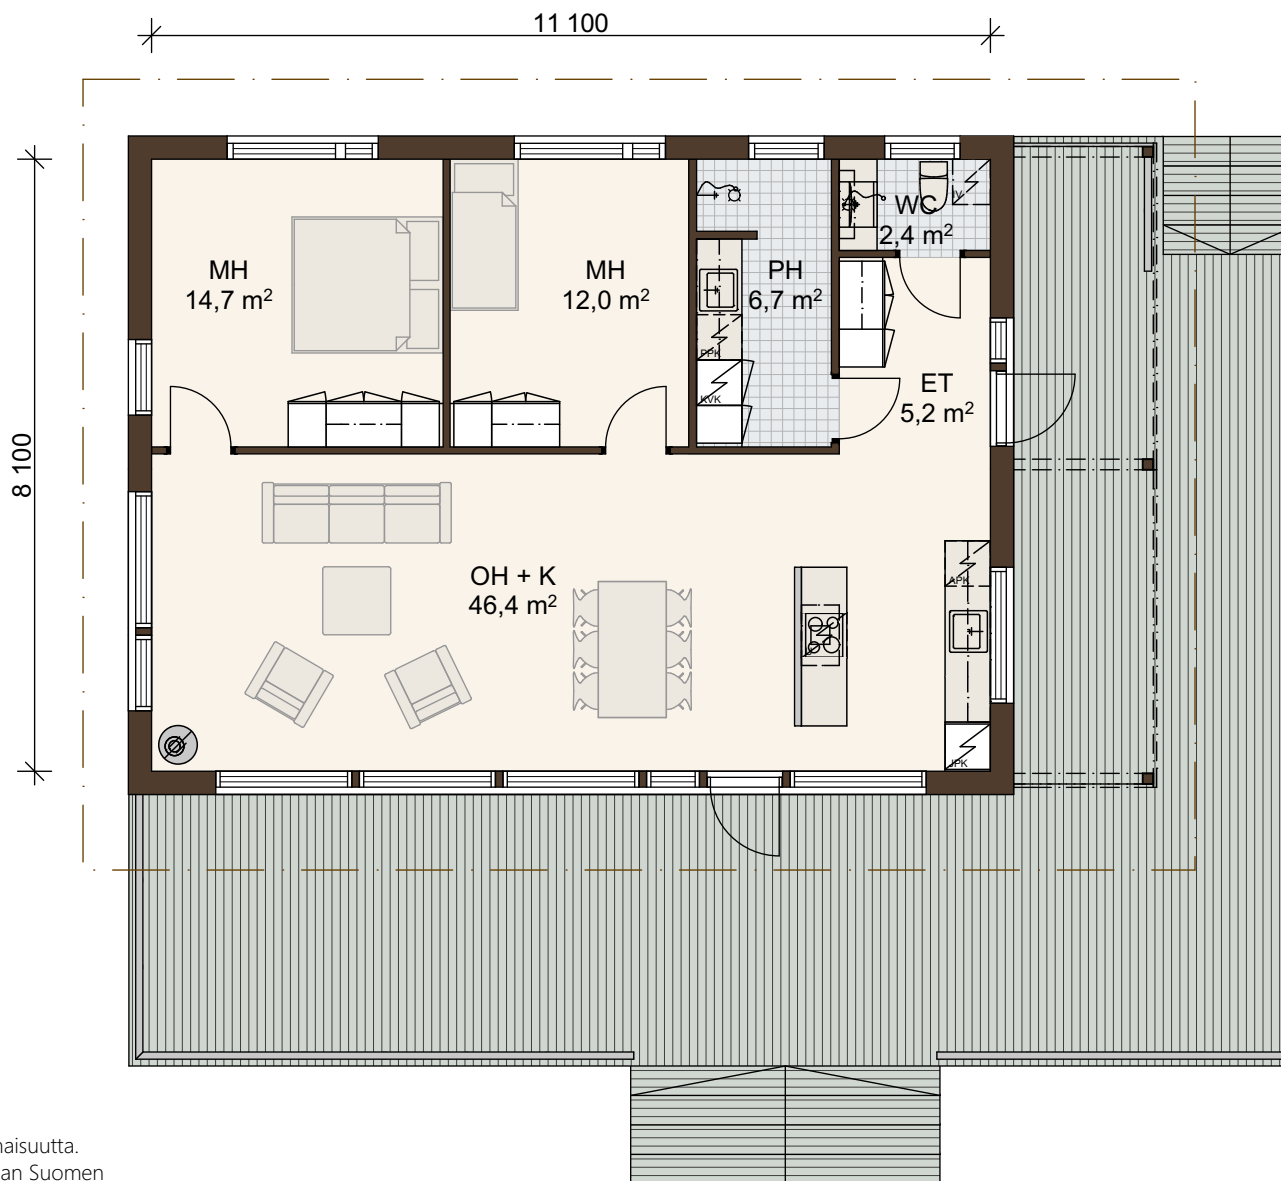 11 100
8 100
MH
14,7 m²
MH
12,0 m²
PH
6,7 m²
WC
2,4 m²
IV
PPK
KVK
ET
5,2 m²
OH + K
46,4 m²
APK
JPK
naisuutta.
an Suomen